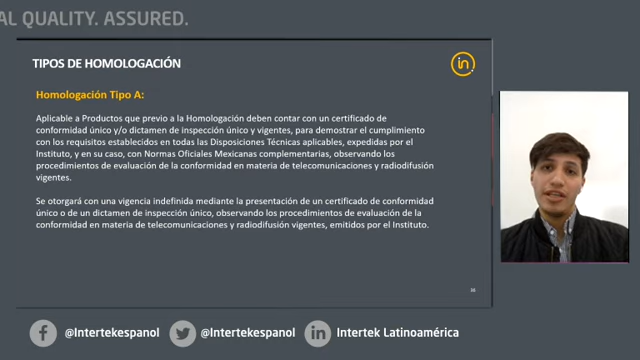 AL QUALITY. ASSURED.
TIPOS DE HOMOLOGACIÓN
in
Homologación Tipo A:
Aplicable a Productos que previo a la Homologación deben contar con un certificado de
conformidad único y/o dictamen de inspección único y vigentes, para demostrar el cumplimiento
con los requisitos establecidos en todas las Disposiciones Técnicas aplicables, expedidas por el
Instituto, y en su caso, con Normas Oficiales Mexicanas complementarias, observando los
procedimientos de evaluación de la conformidad en materia de telecomunicaciones y radiodifusión
vigentes.
Se otorgará con una vigencia indefinida mediante la presentación de un certificado de conformidad
único o de un dictamen de inspección único, observando los procedimientos de evaluación de la
conformidad en materia de telecomunicaciones y radiodifusión vigentes, emitidos por el Instituto.
f @Intertekespanol @Intertekespanol in Intertek Latinoamérica